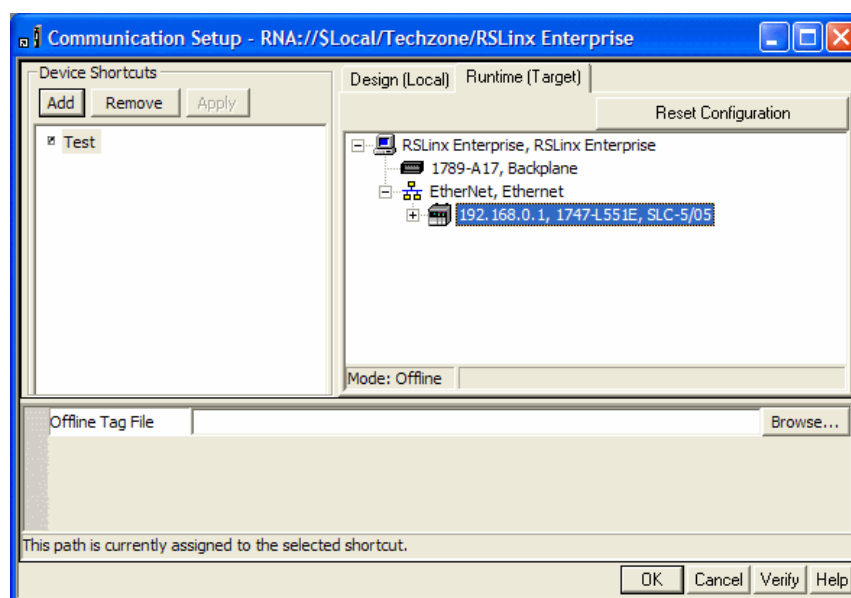 Communication Setup - RNA://$Local/Techzone/RSLinx Enterprise
Device Shortcuts
Add Remove Apply
Test
Design (Local) Runtime (Target)
Reset Configuration
RSLinx Enterprise, RSLinx Enterprise
1789-A17, Backplane
EtherNet, Ethernet
192.168.0.1, 1747-L551E, SLC-5/05
Mode: Offline
Offline Tag File Browse...
This path is currently assigned to the selected shortcut.
OK Cancel Verify Help